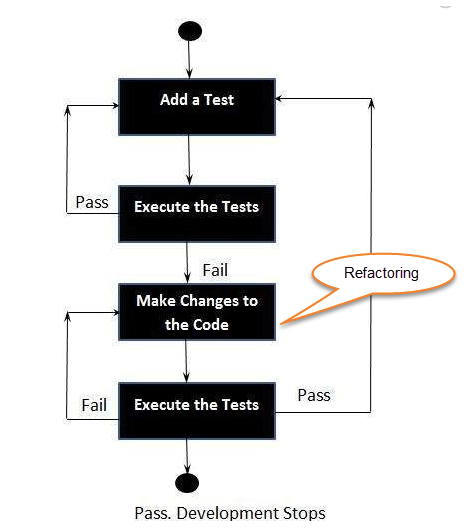 Add a Test
Pass
Execute the Tests
Fail
Refactoring
Make Changes to
the Code
Pass
Fail
Execute the Tests
Pass. Development Stops